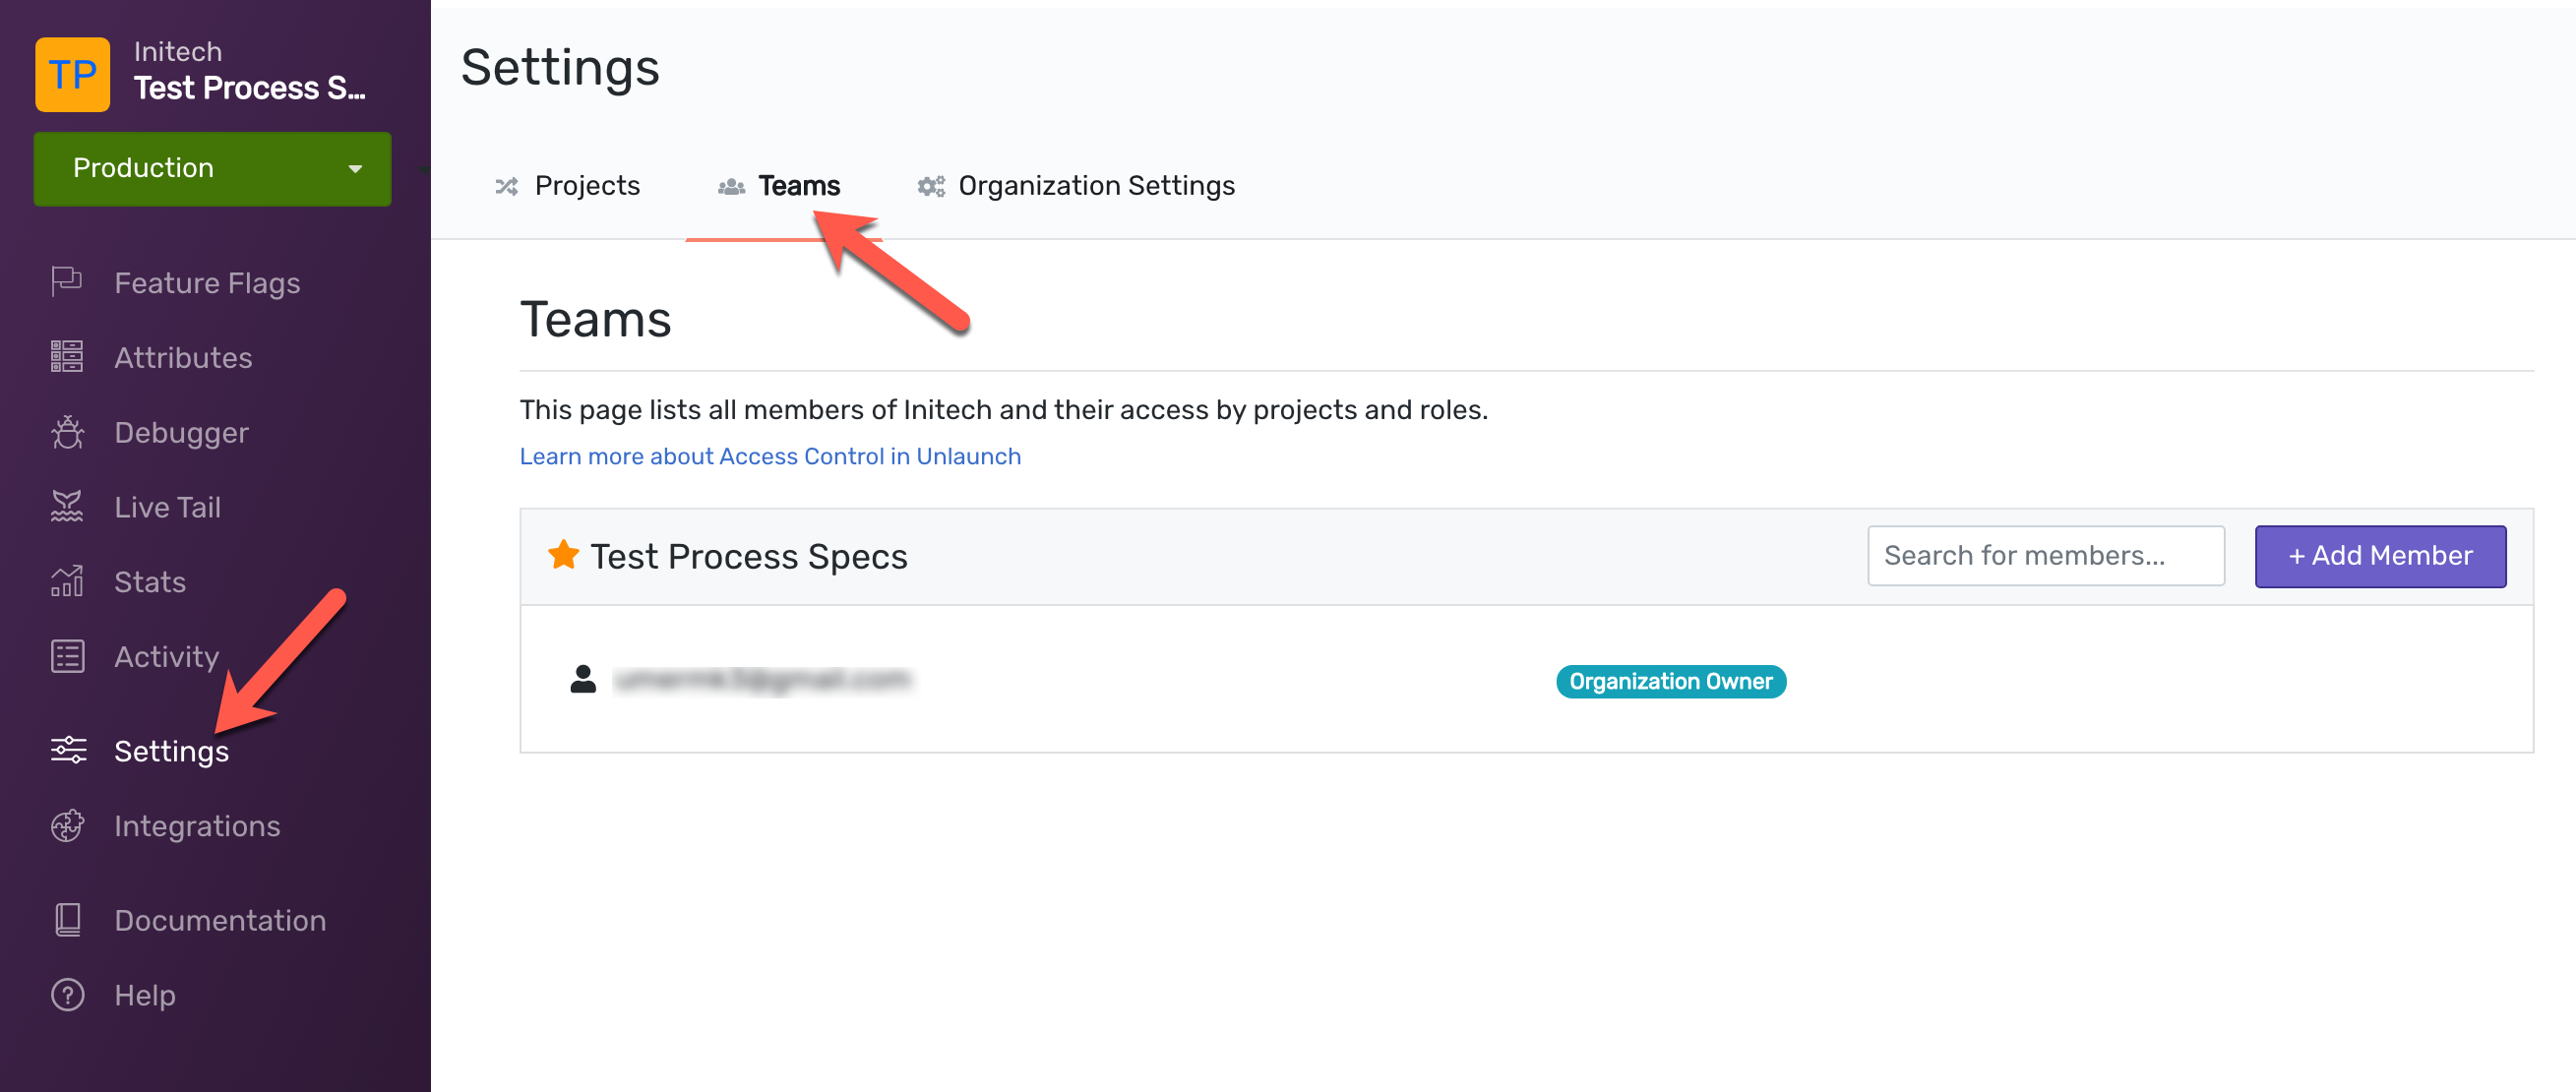 TP
Initech
Test Process S...
Production
Feature Flags
Attributes
Debugger
Live Tail
Stats
Activity
Settings
Integrations
Documentation
Help
Settings
Projects
Teams
Organization Settings
Teams
This page lists all members of Initech and their access by projects and roles.
Learn more about Access Control in Unlaunch
Test Process Specs
Search for members...
+ Add Member
Organization Owner